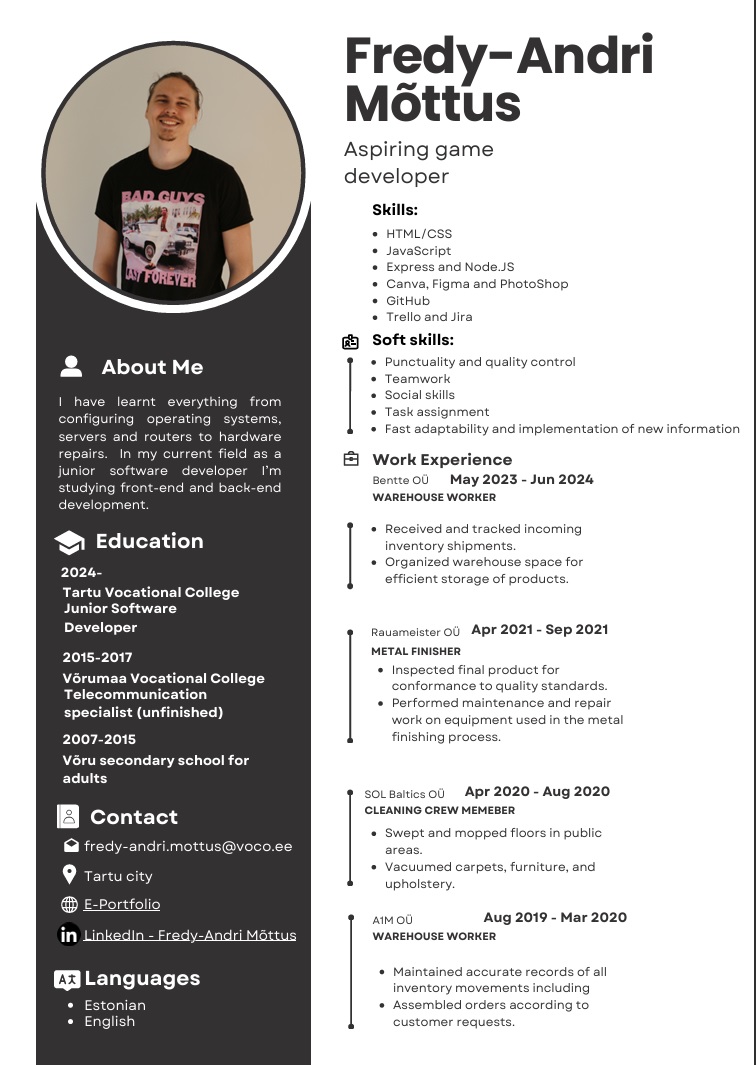 Fredy-Andri
Mõttus
Aspiring game
developer
BAD GUYS
LAST FOREVER
About Me
I have learnt everything from
configuring operating systems,
servers and routers to hardware
repairs. In my current field as a
junior software developer I'm
studying front-end and back-end
development.
Education
2024-
Tartu Vocational College
Junior Software
Developer
2015-2017
Võrumaa Vocational College
Telecommunication
specialist (unfinished)
2007-2015
Võru secondary school for
adults
Contact
fredy-andri.mottus@voco.ee
Tartu city
E-Portfolio
in
LinkedIn - Fredy-Andri Mõttus
Languages
• Estonian
• English
Skills:
• HTML/CSS
• JavaScript
• Express and Node.JS
• Canva, Figma and PhotoShop
• GitHub
• Trello and Jira
Soft skills:
• Punctuality and quality control
• Teamwork
• Social skills
• Task assignment
• Fast adaptability and implementation of new information
Work Experience
Bentte OÜ May 2023 - Jun 2024
WAREHOUSE WORKER
• Received and tracked incoming
inventory shipments.
• Organized warehouse space for
efficient storage of products.
Rauameister OÜ Apr 2021 - Sep 2021
METAL FINISHER
• Inspected final product for
conformance to quality standards.
• Performed maintenance and repair
work on equipment used in the metal
finishing process.
SOL Baltics OÜ Apr 2020 - Aug 2020
CLEANING CREW MEMEBER
• Swept and mopped floors in public
areas.
• Vacuumed carpets, furniture, and
upholstery.
A1M OÜ Aug 2019 - Mar 2020
WAREHOUSE WORKER
• Maintained accurate records of all
inventory movements including
• Assembled orders according to
customer requests.